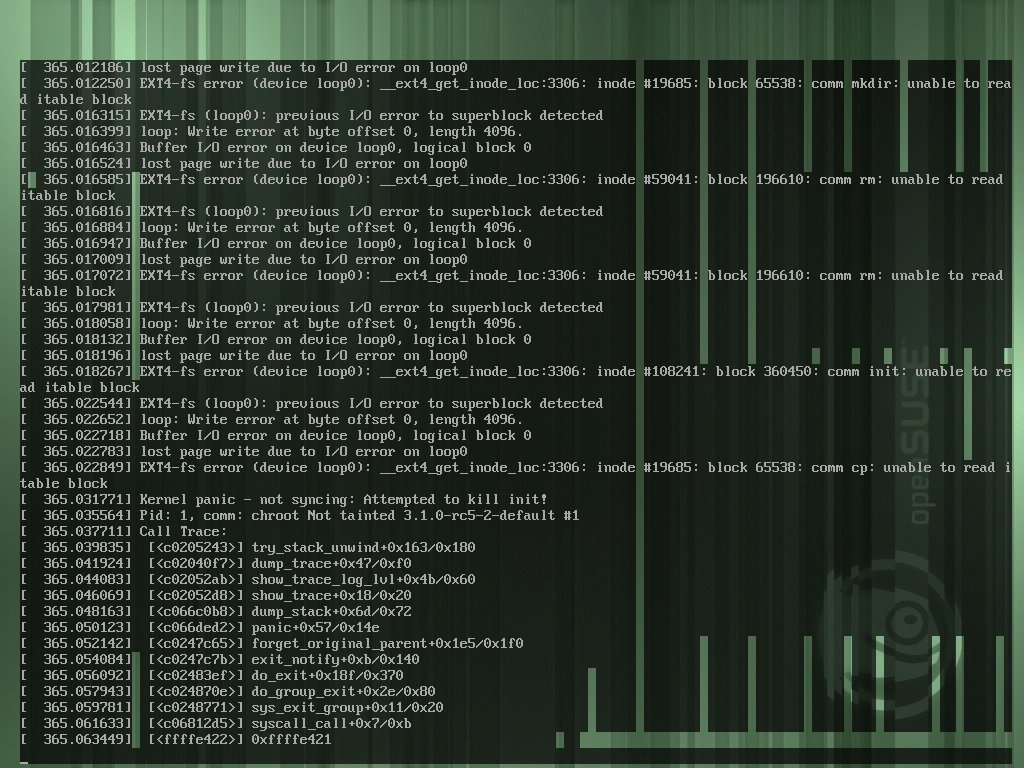 [  365.012186] lost page write due to I/O error on loop0
[  365.012250] EXT4-fs error (device loop0): __ext4_get_inode_loc:3306: inode #19685: block 65538: comm mkdir: unable to rea
d itable block
[  365.016315] EXT4-fs (loop0): previous I/O error to superblock detected
[  365.016399] loop: Write error at byte offset 0, length 4096.
[  365.016463] Buffer I/O error on device loop0, logical block 0
[  365.016524] lost page write due to I/O error on loop0
[  365.016585] EXT4-fs error (device loop0): __ext4_get_inode_loc:3306: inode #59041: block 196610: comm rm: unable to read 
itable block
[  365.016816] EXT4-fs (loop0): previous I/O error to superblock detected
[  365.016884] loop: Write error at byte offset 0, length 4096.
[  365.016947] Buffer I/O error on device loop0, logical block 0
[  365.017009] lost page write due to I/O error on loop0
[  365.017072] EXT4-fs error (device loop0): __ext4_get_inode_loc:3306: inode #59041: block 196610: comm rm: unable to read 
itable block
[  365.017981] EXT4-fs (loop0): previous I/O error to superblock detected
[  365.018058] loop: Write error at byte offset 0, length 4096.
[  365.018132] Buffer I/O error on device loop0, logical block 0
[  365.018196] lost page write due to I/O error on loop0
[  365.018267] EXT4-fs error (device loop0): __ext4_get_inode_loc:3306: inode #108241: block 360450: comm init: unable to re
ad itable block
[  365.022544] EXT4-fs (loop0): previous I/O error to superblock detected
[  365.022652] loop: Write error at byte offset 0, length 4096.
[  365.022718] Buffer I/O error on device loop0, logical block 0
[  365.022783] lost page write due to I/O error on loop0
[  365.022849] EXT4-fs error (device loop0): __ext4_get_inode_loc:3306: inode #19685: block 65538: comm cp: unable to read i
table block
[  365.031771] Kernel panic - not syncing: Attempted to kill init!
[  365.035564] Pid: 1, comm: chroot Not tainted 3.1.0-rc5-2-default #1
[  365.037711] Call Trace:
[  365.039835]  [<c0205243>] try_stack_unwind+0x163/0x180
[  365.041924]  [<c02040f7>] dump_trace+0x47/0xf0
[  365.044083]  [<c02052ab>] show_trace_log_lvl+0x4b/0x60
[  365.046069]  [<c02052d8>] show_trace+0x18/0x20
[  365.048163]  [<c066c0b8>] dump_stack+0x6d/0x72
[  365.050123]  [<c066ded2>] panic+0x57/0x14e
[  365.052142]  [<c0247c65>] forget_original_parent+0x1e5/0x1f0
[  365.054084]  [<c0247c7b>] exit_notify+0xb/0x140
[  365.056092]  [<c02483ef>] do_exit+0x18f/0x370
[  365.057943]  [<c024870e>] do_group_exit+0x2e/0x80
[  365.059781]  [<c0248771>] sys_exit_group+0x11/0x20
[  365.061633]  [<c06812d5>] syscall_call+0x7/0xb
[  365.063449]  [<ffffe422>] 0xffffe421
_
openSUSE